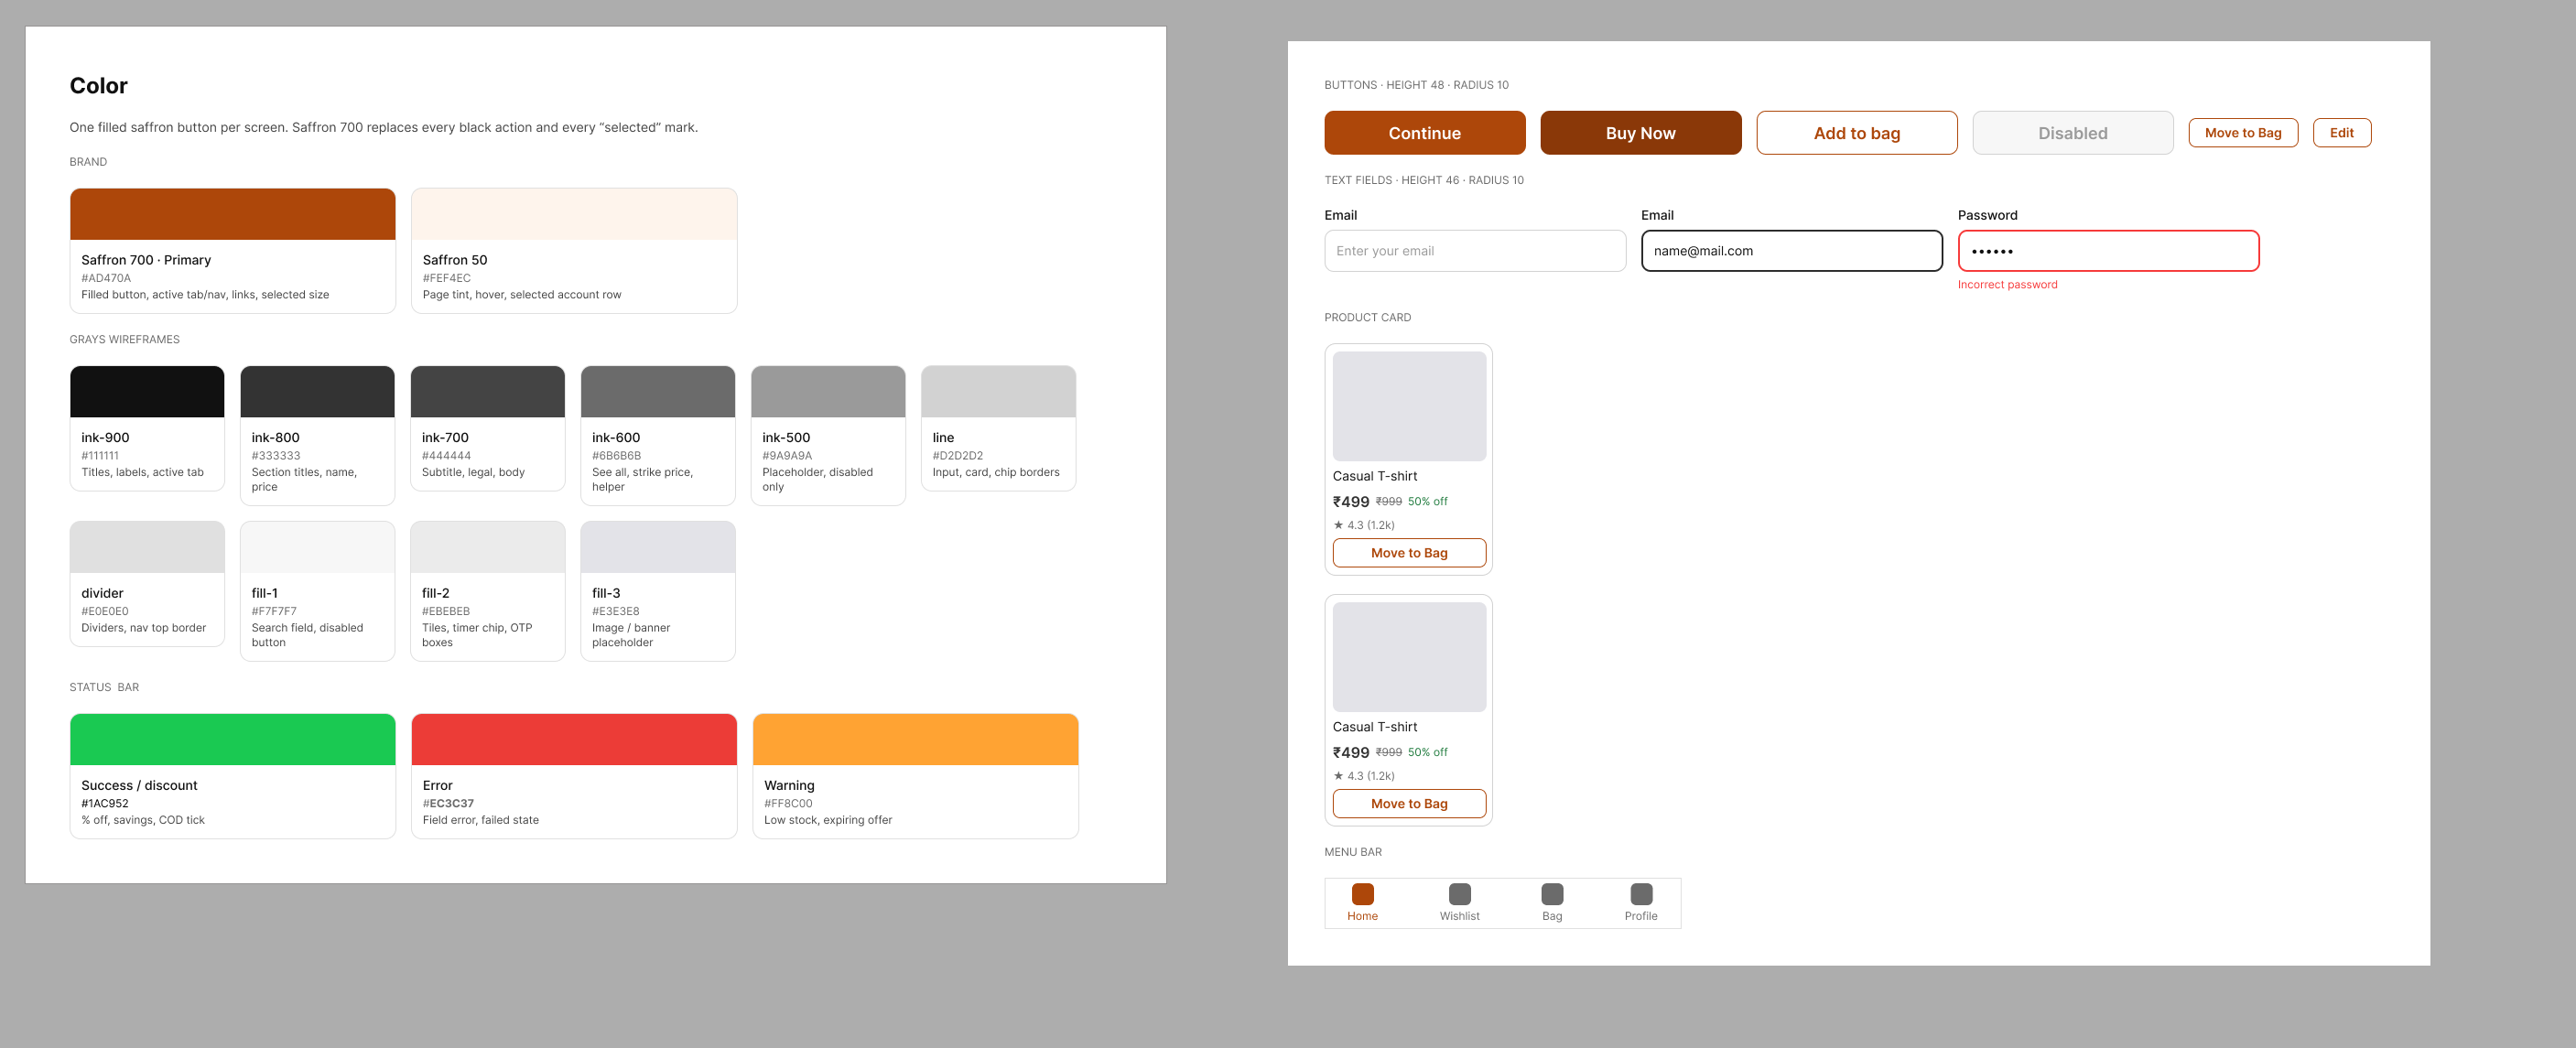 Color
One filled saffron button per screen. Saffron 700 replaces every black action and every “selected” mark.
BRAND
Saffron 700 · Primary
#AD470A
Filled button, active tab/nav, links, selected size
Saffron 50
#FEF4EC
Page tint, hover, selected account row
GRAYS WIREFRAMES
ink-900
#111111
Titles, labels, active tab
ink-800
#333333
Section titles, name,
price
ink-700
#444444
Subtitle, legal, body
ink-600
#6B6B6B
See all, strike price,
helper
ink-500
#9A9A9A
Placeholder, disabled
only
line
#D2D2D2
Input, card, chip borders
divider
#E0E0E0
Dividers, nav top border
fill-1
#F7F7F7
Search field, disabled
button
fill-2
#EBEBEB
Tiles, timer chip, OTP
boxes
fill-3
#E3E3E8
Image / banner
placeholder
STATUS BAR
Success / discount
#1AC952
% off, savings, COD tick
Error
#EC3C37
Field error, failed state
Warning
#FF8C00
Low stock, expiring offer
BUTTONS · HEIGHT 48 · RADIUS 10
Continue
Buy Now
Add to bag
Disabled
Move to Bag
Edit
TEXT FIELDS · HEIGHT 46 · RADIUS 10
Email
Enter your email
Email
name@mail.com
Password
••••••
Incorrect password
PRODUCT CARD
Casual T-shirt
₹499 ₹999 50% off
★ 4.3 (1.2k)
Move to Bag
Casual T-shirt
₹499 ₹999 50% off
★ 4.3 (1.2k)
Move to Bag
MENU BAR
Home
Wishlist
Bag
Profile